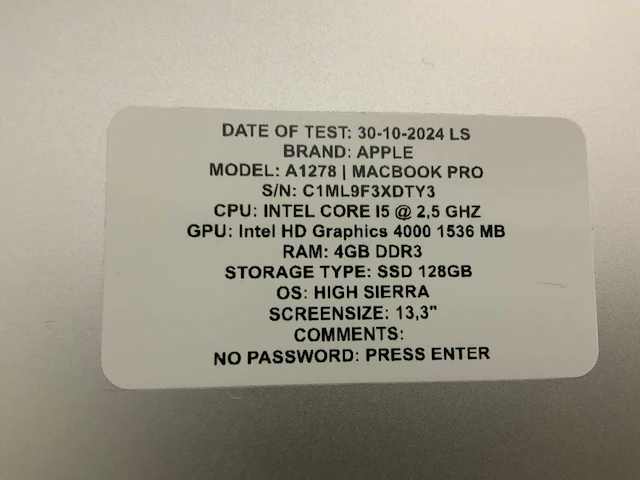 DATE OF TEST: 30-10-2024 LS
BRAND: APPLE
MODEL: A1278 | MACBOOK PRO
S/N: C1ML9F3XDTY3
CPU: INTEL CORE I5 @ 2,5 GHZ
GPU: Intel HD Graphics 4000 1536 MB
RAM: 4GB DDR3
STORAGE TYPE: SSD 128GB
OS: HIGH SIERRA
SCREENSIZE: 13,3"
COMMENTS:
NO PASSWORD: PRESS ENTER